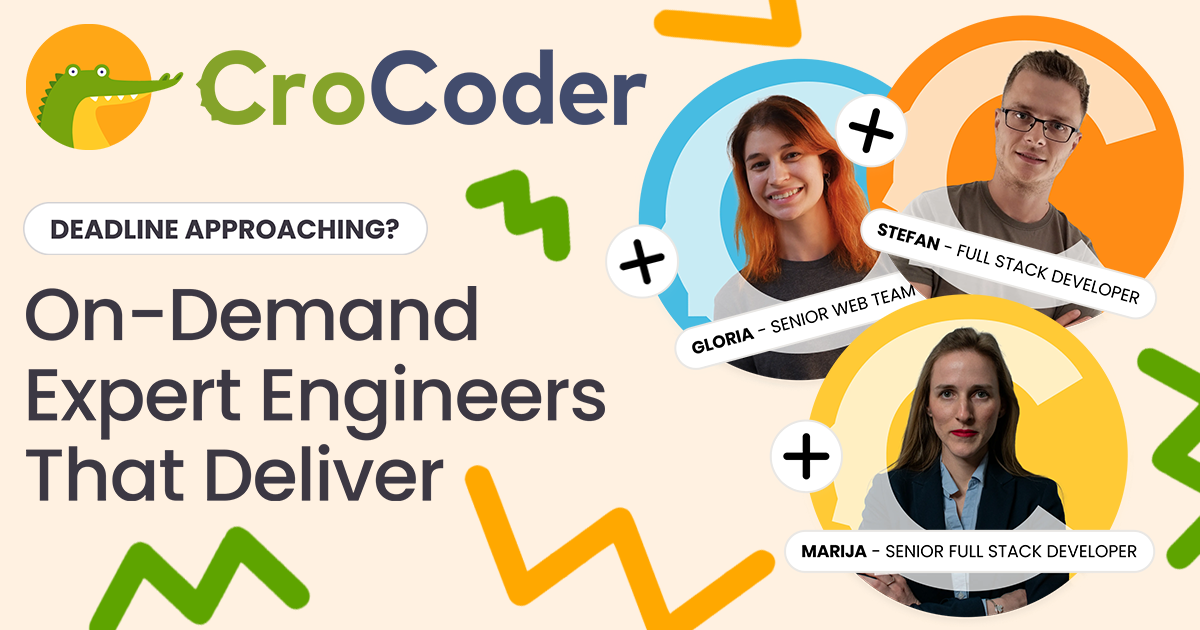 CroCoder
DEADLINE APPROACHING?
On-Demand
Expert Engineers
That Deliver
GLORIA - SENIOR WEB TEAM
STEFAN - FULL STACK DEVELOPER
MARIJA - SENIOR FULL STACK DEVELOPER